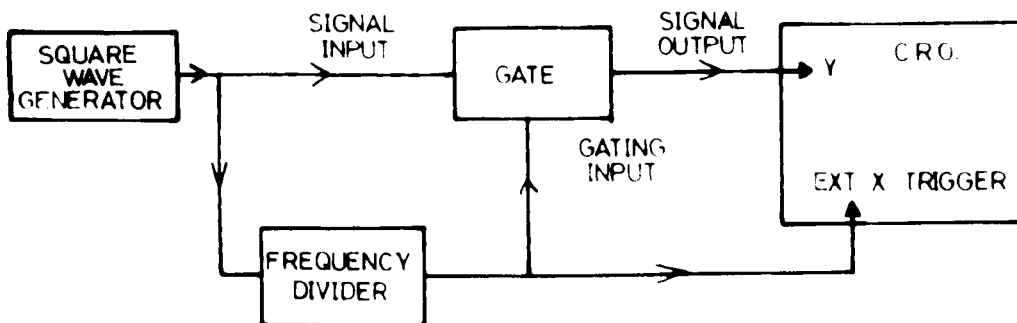 SQUARE
WAVE
GENERATOR
SIGNAL
INPUT
GATE
SIGNAL
OUTPUT
Y
C.R.O.
GATING
INPUT
EXT X TRIGGER
FREQUENCY
DIVIDER